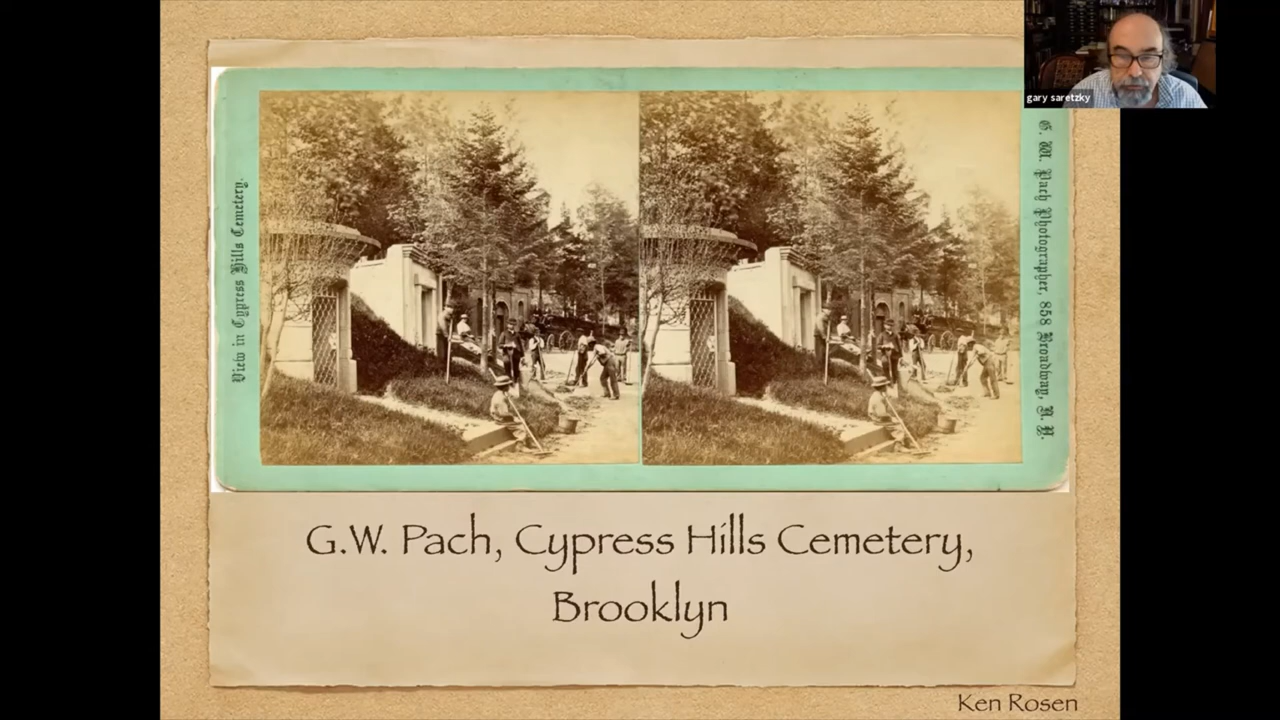 gary saretzky
View in Cypress Hills Cemetery.
G. W. Pach Photographer, 858 Broadway, N. Y.
G.W. Pach, Cypress Hills Cemetery,
Brooklyn
Ken Rosen